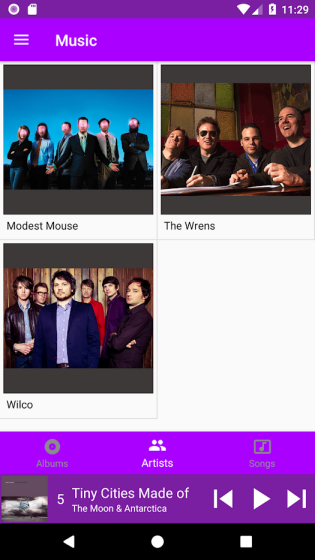 11:29
Music
Modest Mouse
The Wrens
Wilco
Albums
Artists
Songs
5 Tiny Cities Made of
The Moon & Antarctica